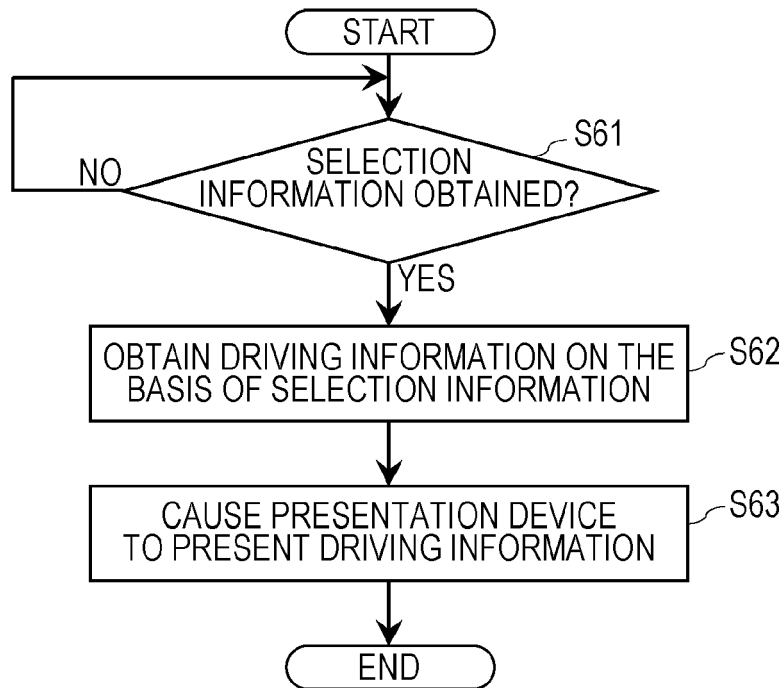 START
S61
SELECTION
INFORMATION OBTAINED?
NO
YES
OBTAIN DRIVING INFORMATION ON THE
BASIS OF SELECTION INFORMATION
S62
CAUSE PRESENTATION DEVICE
TO PRESENT DRIVING INFORMATION
S63
END